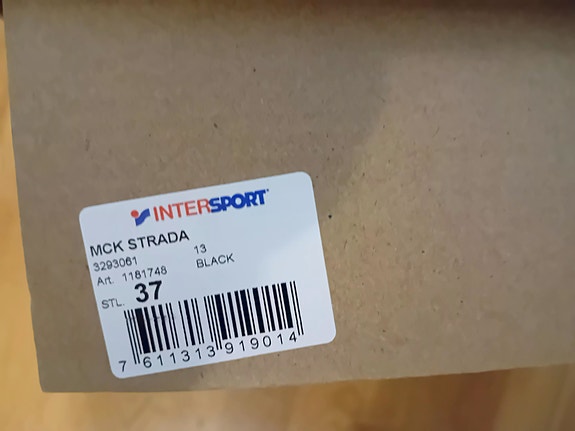 INTERSPORT
MCK STRADA
3293061 13
Art. 1181748 BLACK
STL. 37
7 611313 919014